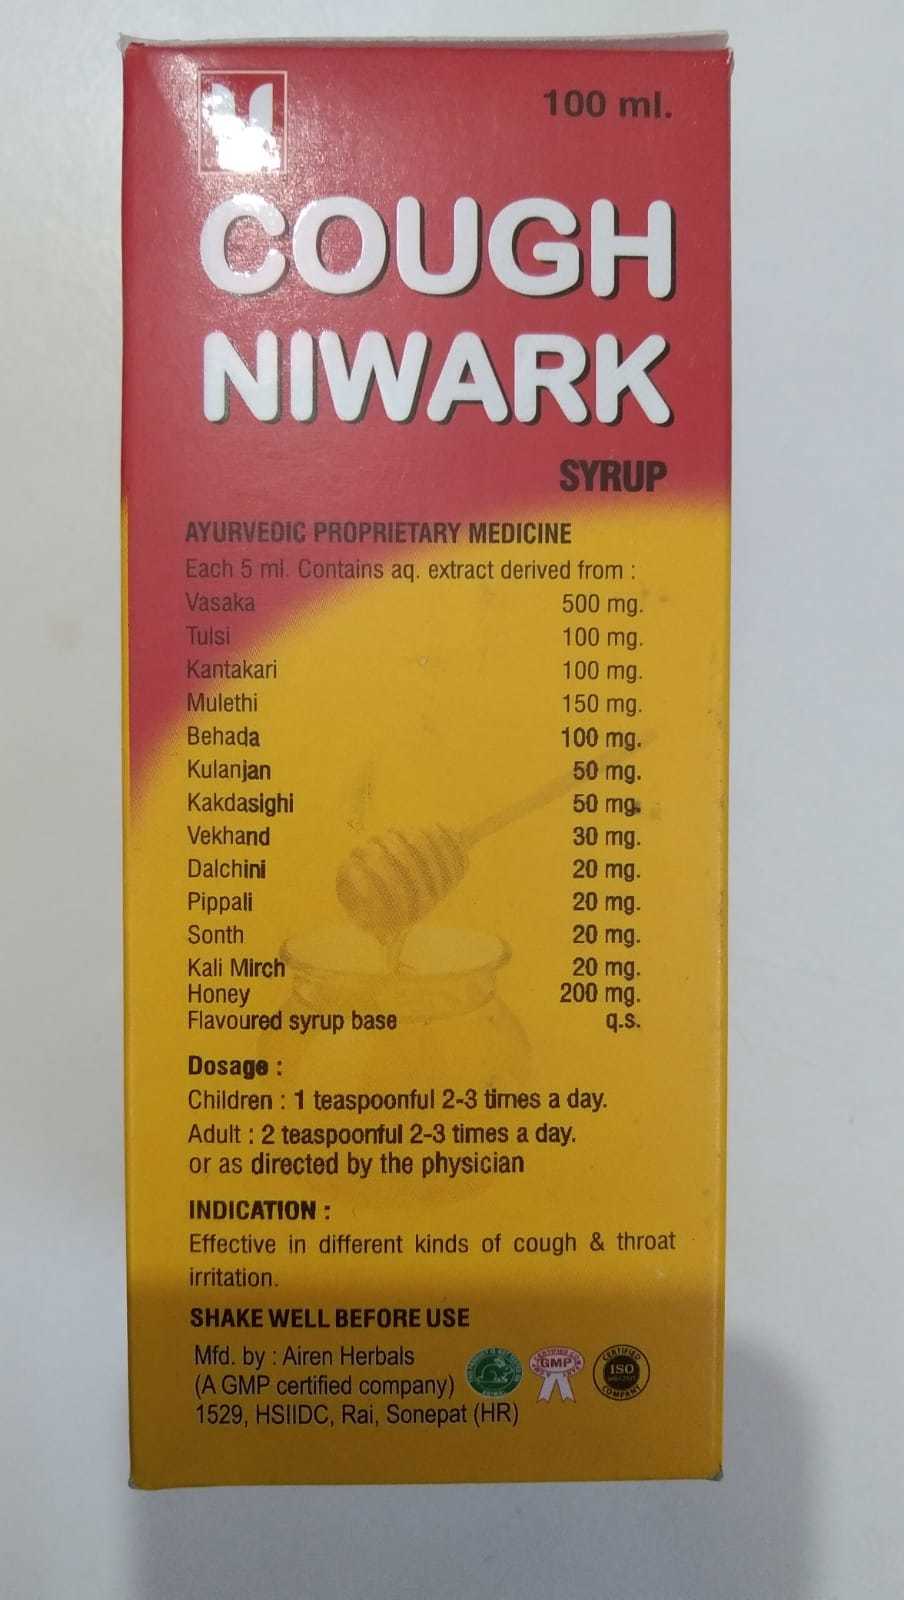 100 ml.
COUGH
NIWARK
SYRUP
AYURVEDIC PROPRIETARY MEDICINE
Each 5 ml. Contains aq. extract derived from :
Vasaka 500 mg.
Tulsi 100 mg.
Kantakari 100 mg.
Mulethi 150 mg.
Behada 100 mg.
Kulanjan 50 mg.
Kakdasighi 50 mg.
Vekhand 30 mg.
Dalchini 20 mg.
Pippali 20 mg.
Sonth 20 mg.
Kali Mirch 20 mg.
Honey 200 mg.
Flavoured syrup base q.s.
Dosage :
Children : 1 teaspoonful 2-3 times a day.
Adult : 2 teaspoonful 2-3 times a day.
or as directed by the physician
INDICATION :
Effective in different kinds of cough & throat
irritation.
SHAKE WELL BEFORE USE
Mfd. by : Airen Herbals
(A GMP certified company)
1529, HSIIDC, Rai, Sonepat (HR)
GMP
CERTIFIED
ISO
COMPANY